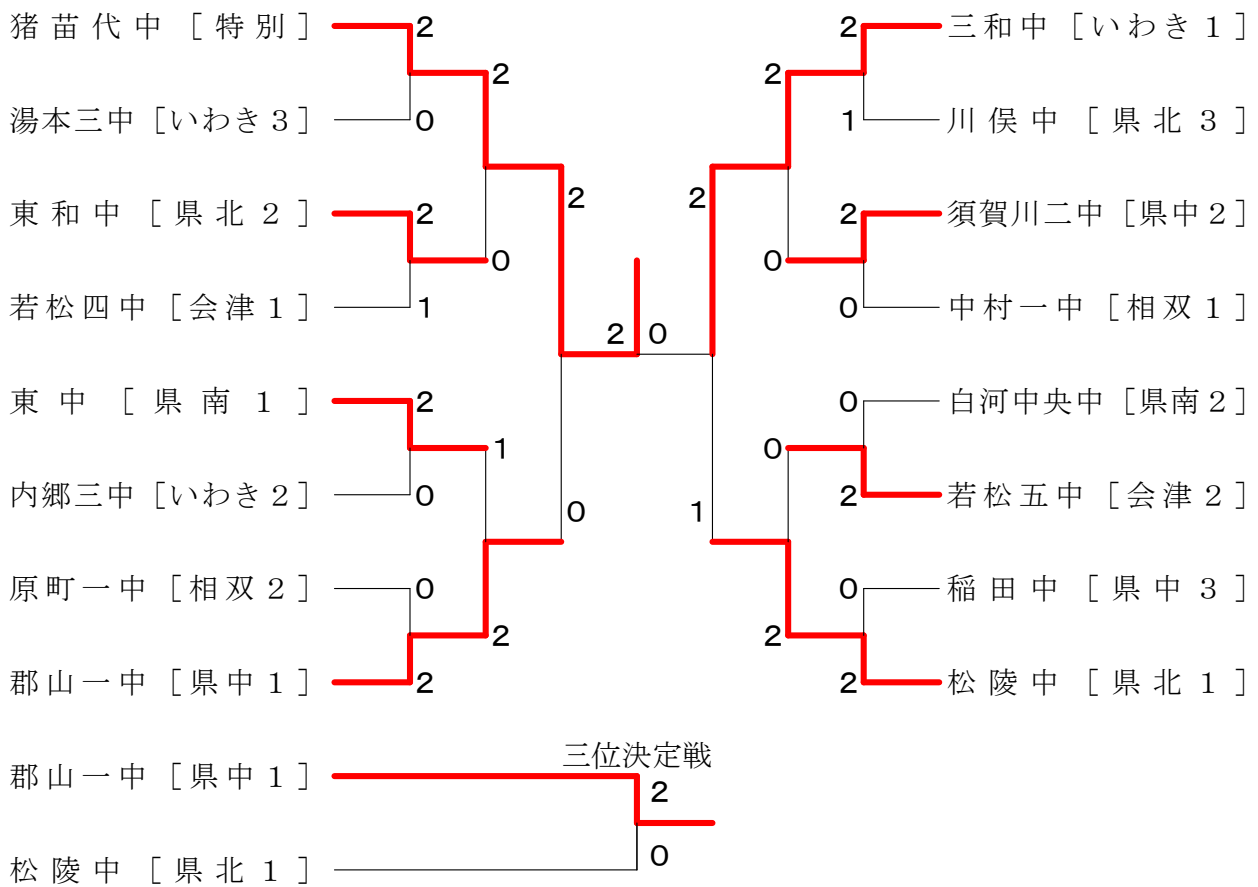 猪苗代中［特別］ 2 2 三和中［いわき１］
2 2
湯本三中［いわき３］ 0 1 川俣中［県北３］
2 2
東和中［県北２］ 2 2 須賀川二中［県中２］
0 0
若松四中［会津１］ 1 0 中村一中［相双１］
2 0
東中［県南１］ 2 0 白河中央中［県南２］
1 0
内郷三中［いわき２］ 0 2 若松五中［会津２］
0 1
原町一中［相双２］ 0 0 稲田中［県中３］
2 2
郡山一中［県中１］ 2 2 松陵中［県北１］
三位決定戦
郡山一中［県中１］ 2
松陵中［県北１］ 0